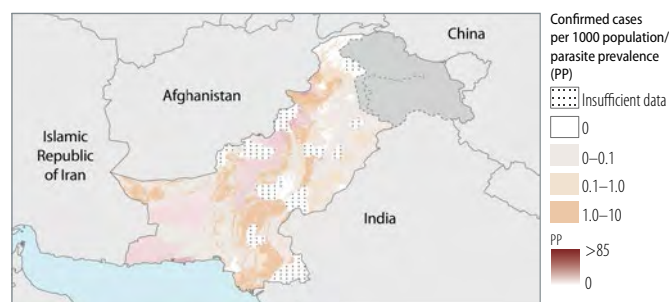 China
Afghanistan
Islamic
Republic
of Iran
India
Confirmed cases
per 1000 population/
parasite prevalence
(PP)
Insufficient data
0
0–0.1
0.1–1.0
1.0–10
PP
>85
0